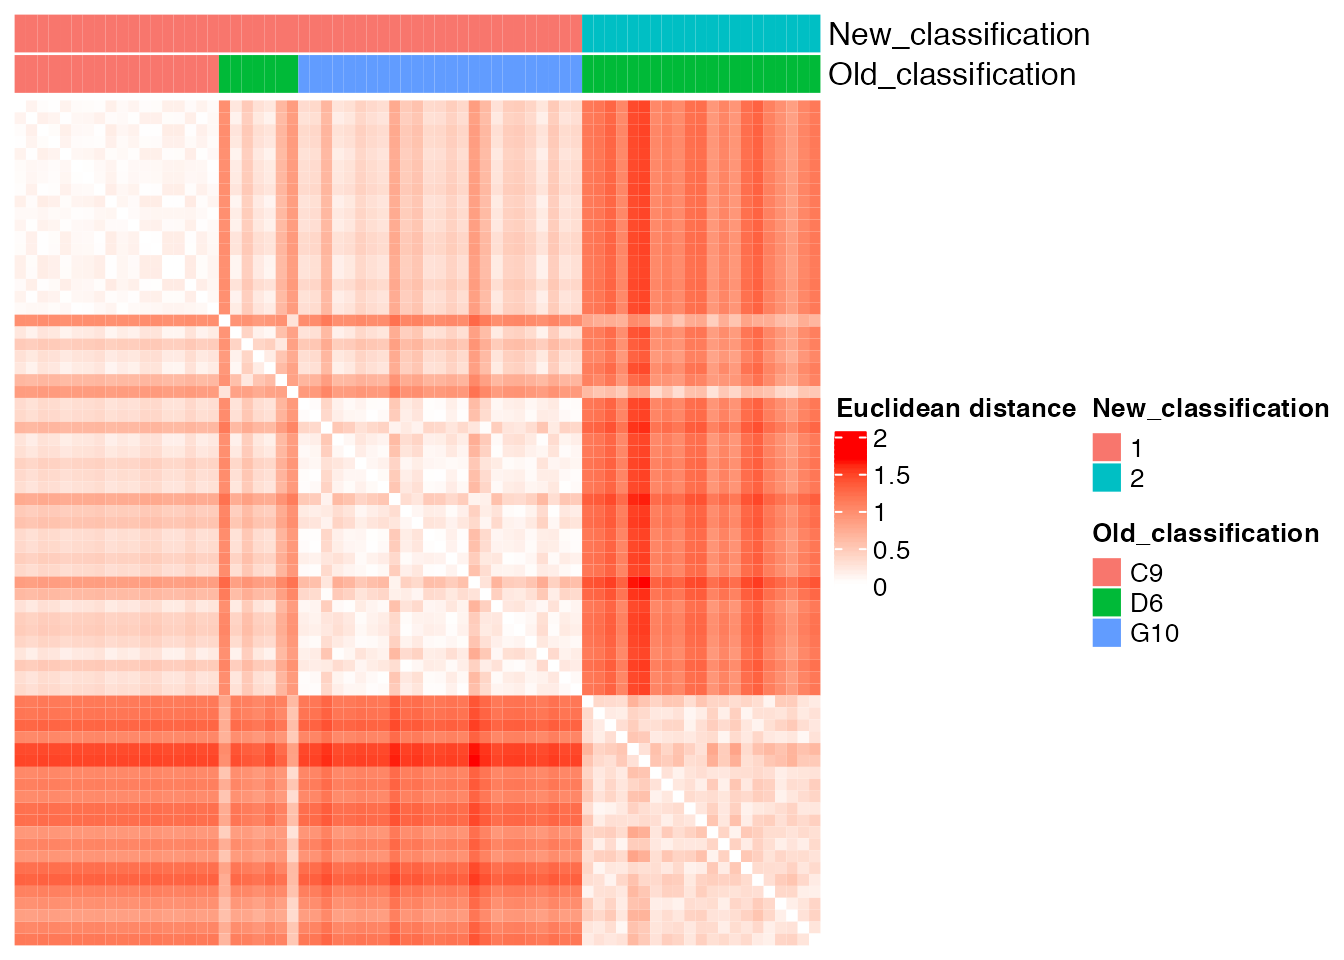 New_classification
Old_classification
Euclidean distance
2
1.5
1
0.5
0
New_classification
1
2
Old_classification
C9
D6
G10